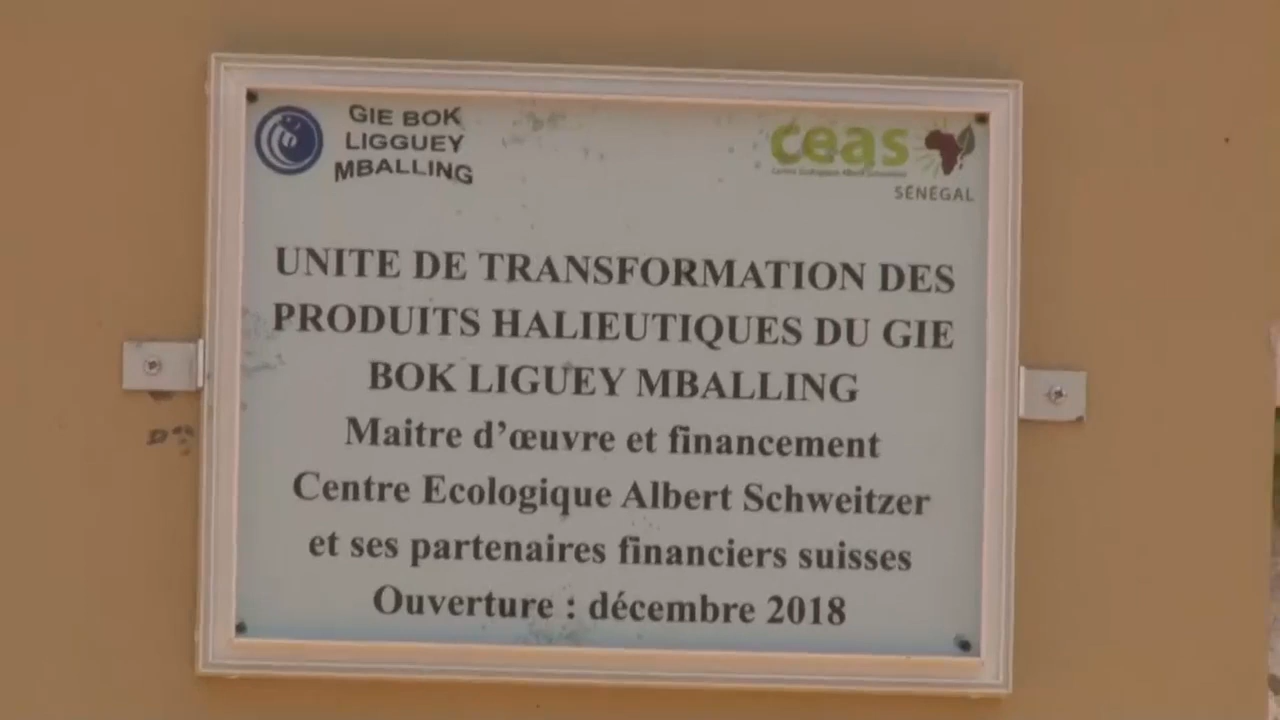 GIE BOK
LIGGUEY
MBALLING
ceas
SÉNÉGAL
UNITE DE TRANSFORMATION DES
PRODUITS HALIEUTIQUES DU GIE
BOK LIGUEY MBALLING
Maitre d'œuvre et financement
Centre Ecologique Albert Schweitzer
et ses partenaires financiers suisses
Ouverture : décembre 2018